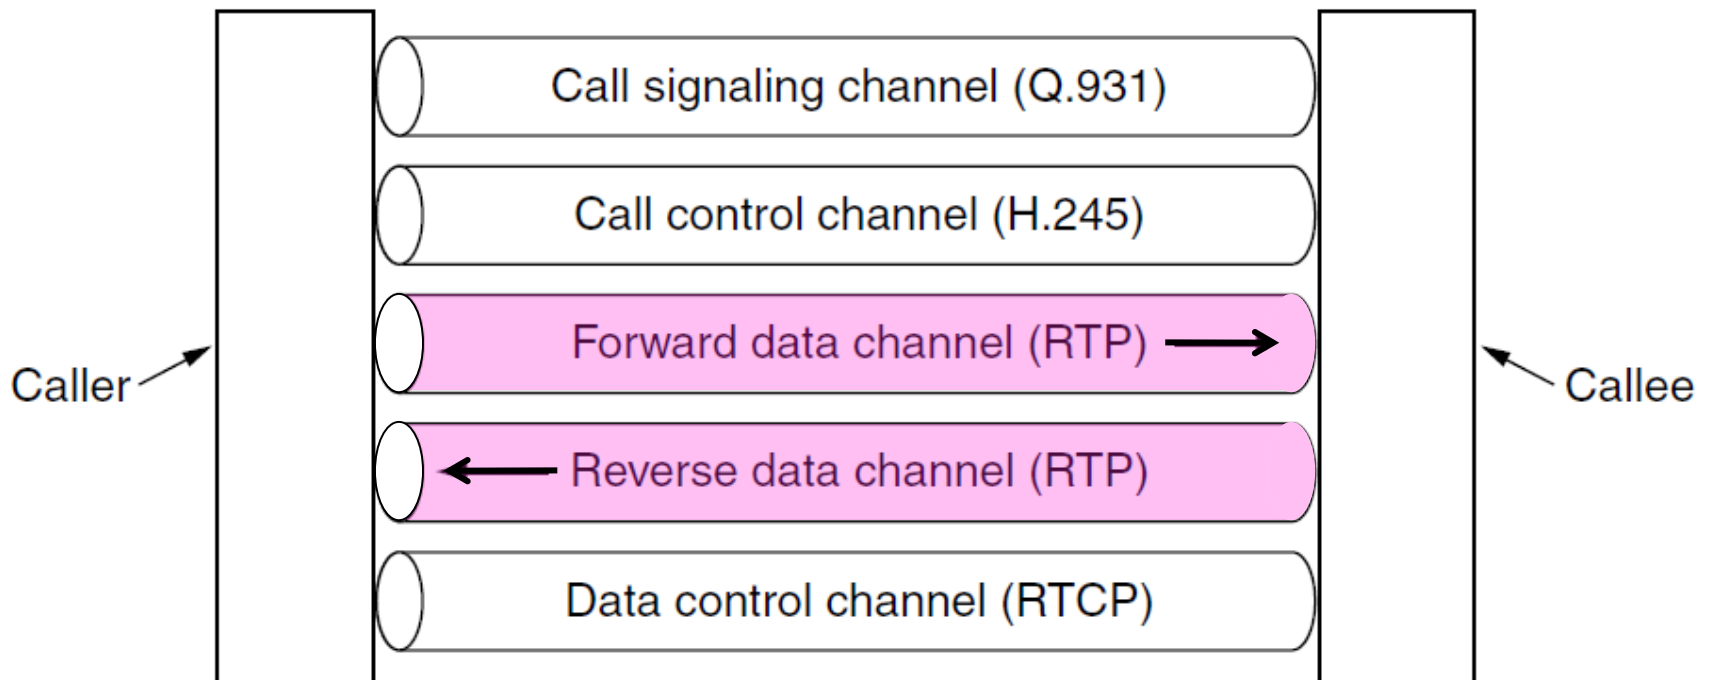 Call signaling channel (Q.931)
Call control channel (H.245)
Forward data channel (RTP)
Caller
Callee
Reverse data channel (RTP)
Data control channel (RTCP)